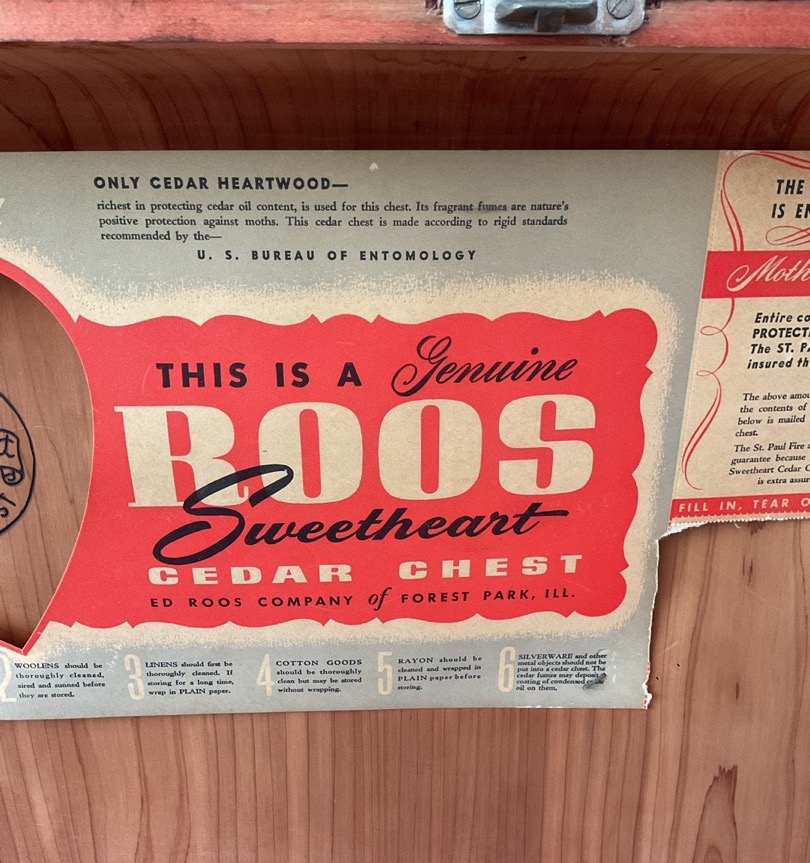 ONLY CEDAR HEARTWOOD—
richest in protecting cedar oil content, is used for this chest. Its fragrant fumes are nature's
positive protection against moths. This cedar chest is made according to rigid standards
recommended by the—
U. S. BUREAU OF ENTOMOLOGY
THIS IS A Genuine
ROOS
Sweetheart
CEDAR CHEST
ED ROOS COMPANY of FOREST PARK, ILL.
2 WOOLENS should be
thoroughly cleaned,
aired and sunned before
they are stored.
3 LINENS should first be
thoroughly cleaned. If
storing for a long time,
wrap in PLAIN paper.
4 COTTON GOODS
should be thoroughly
clean but may be stored
without wrapping.
5 RAYON should be
cleaned and wrapped in
PLAIN paper before
storing.
6 SILVERWARE and other
metal objects should not be
put into a cedar chest. The
cedar fumes may deposit a
coating of condensed cedar
oil on them.
THE
IS
Moth
Entire
The ST.
insured
The above
the contents of
below is mailed
chest.
The St. Paul Fire
guarantee because
Sweetheart Cedar
is extra
FILL IN, TEAR